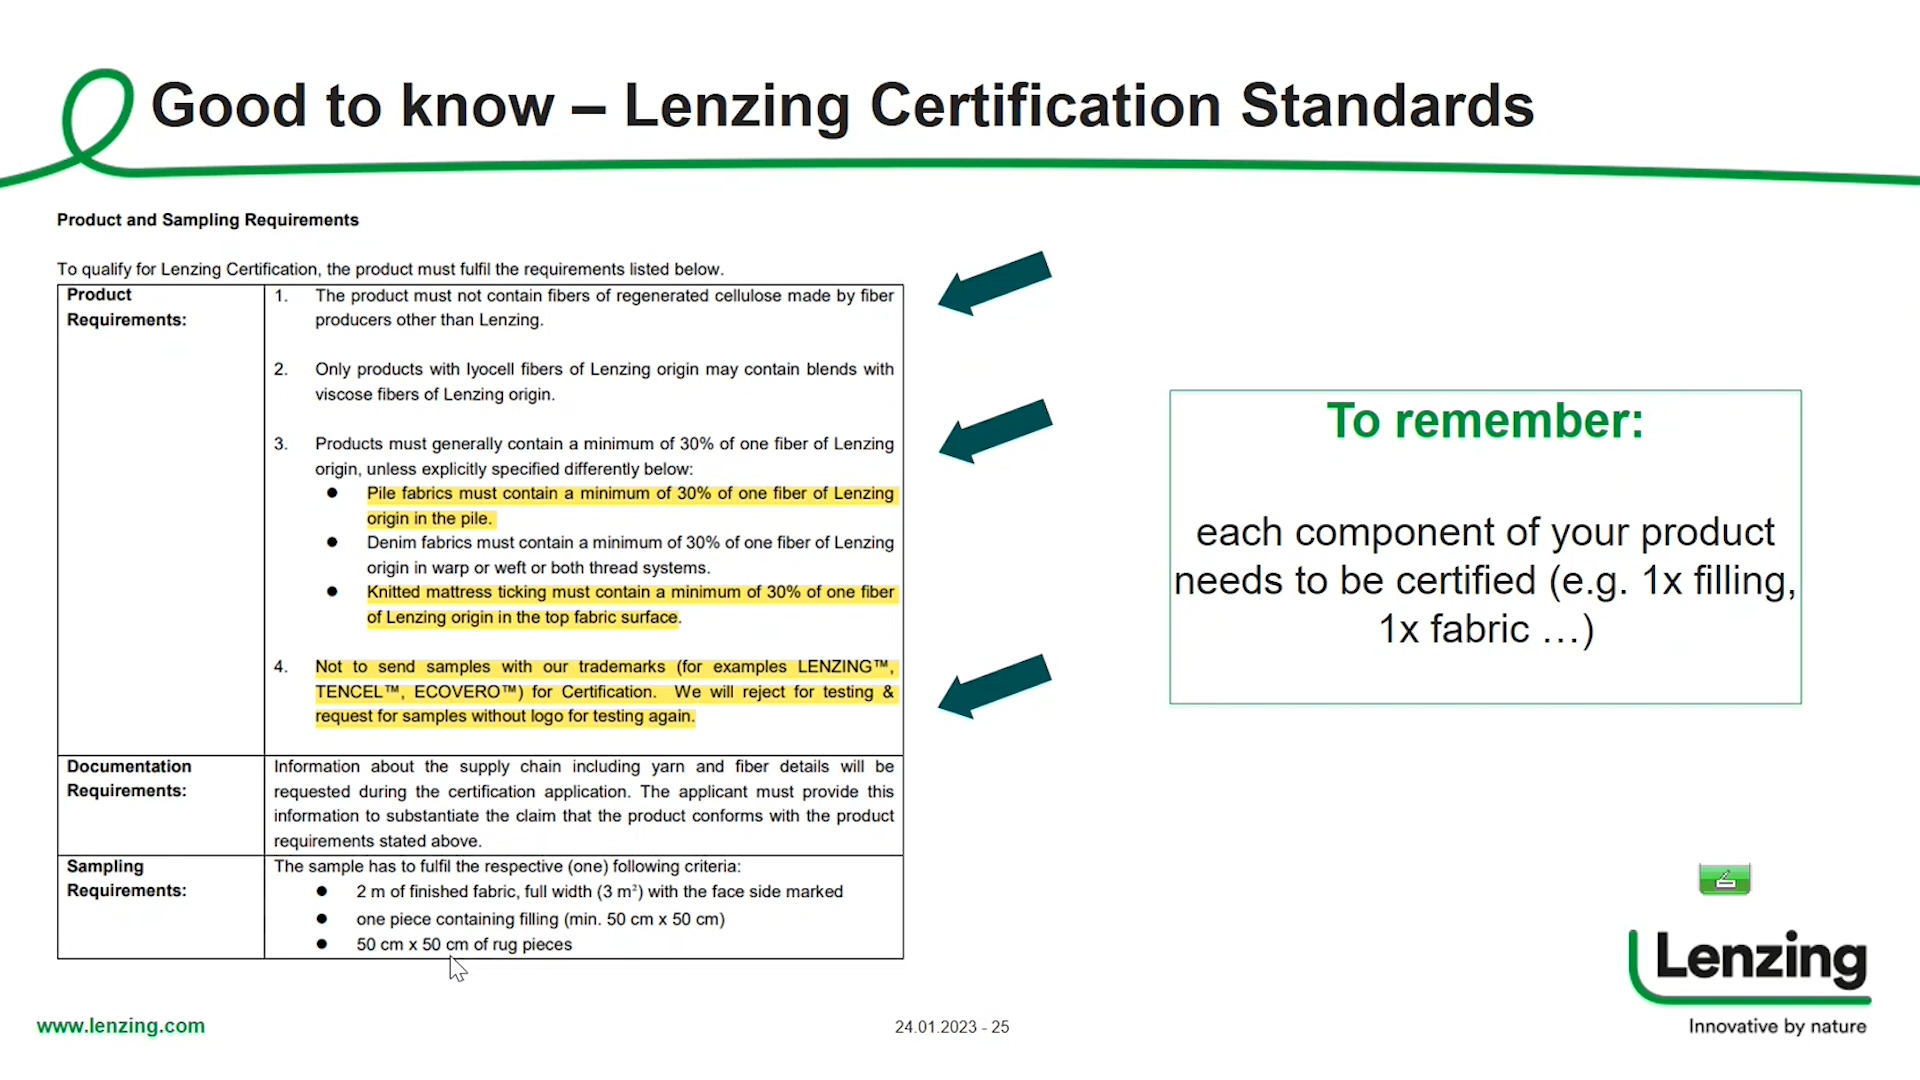 Good to know – Lenzing Certification Standards
Product and Sampling Requirements
To qualify for Lenzing Certification, the product must fulfil the requirements listed below.
Product
Requirements:
1. The product must not contain fibers of regenerated cellulose made by fiber
producers other than Lenzing.
2. Only products with lyocell fibers of Lenzing origin may contain blends with
viscose fibers of Lenzing origin.
3. Products must generally contain a minimum of 30% of one fiber of Lenzing
origin, unless explicitly specified differently below:
● Pile fabrics must contain a minimum of 30% of one fiber of Lenzing
origin in the pile.
● Denim fabrics must contain a minimum of 30% of one fiber of Lenzing
origin in warp or weft or both thread systems.
● Knitted mattress ticking must contain a minimum of 30% of one fiber
of Lenzing origin in the top fabric surface.
4. Not to send samples with our trademarks (for examples LENZING™,
TENCEL™, ECOVERO™) for Certification. We will reject for testing &
request for samples without logo for testing again.
Documentation
Requirements:
Information about the supply chain including yarn and fiber details will be
requested during the certification application. The applicant must provide this
information to substantiate the claim that the product conforms with the product
requirements stated above.
Sampling
Requirements:
The sample has to fulfil the respective (one) following criteria:
● 2 m of finished fabric, full width (3 m²) with the face side marked
● one piece containing filling (min. 50 cm x 50 cm)
● 50 cm x 50 cm of rug pieces
To remember:
each component of your product
needs to be certified (e.g. 1x filling,
1x fabric …)
www.lenzing.com
24.01.2023 - 25
Lenzing
Innovative by nature